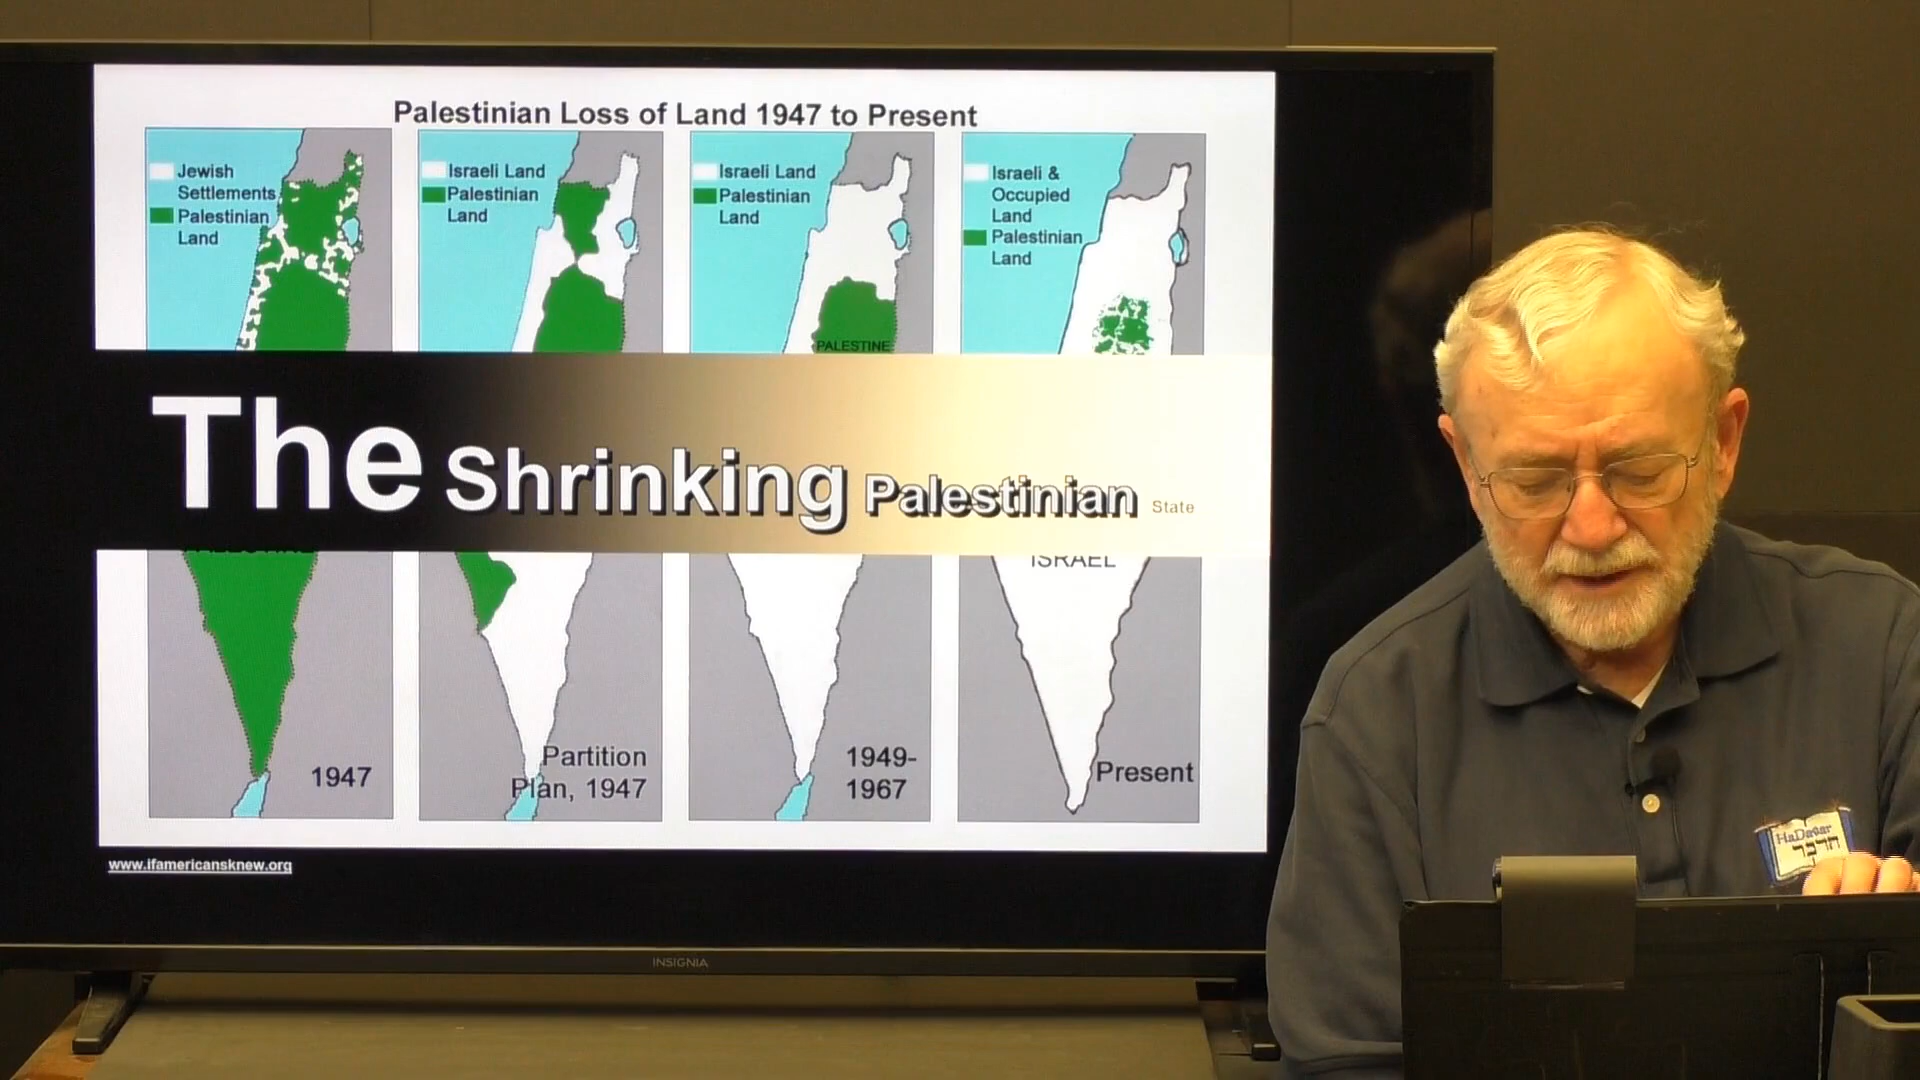 Palestinian Loss of Land 1947 to Present
Jewish
Settlements
Palestinian
Land
Israeli Land
Palestinian
Land
Israeli Land
Palestinian
Land
Israeli &
Occupied
Land
Palestinian
Land
PALESTINE
The Shrinking Palestinian State
ISRAEL
1947
Partition
Plan, 1947
1949-
1967
Present
www.ifamericansknew.org
INSIGNIA
HaDavar
הדבר